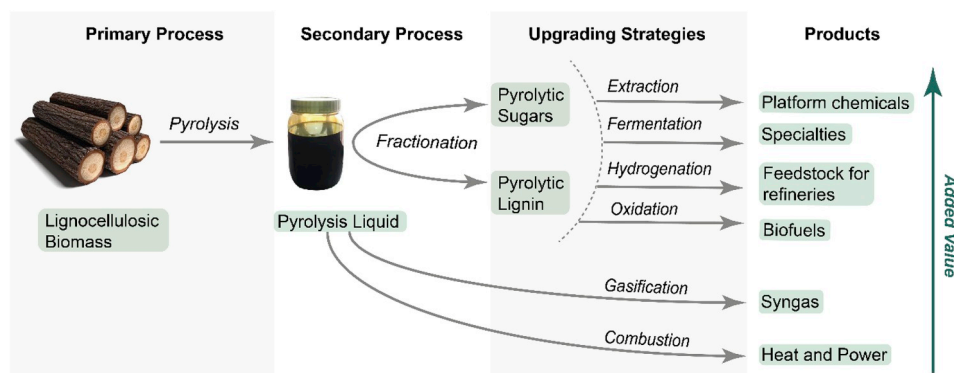 Primary Process
Secondary Process
Upgrading Strategies
Products
Pyrolysis
Lignocellulosic
Biomass
Pyrolysis Liquid
Fractionation
Pyrolytic
Sugars
Pyrolytic
Lignin
Extraction
Fermentation
Hydrogenation
Oxidation
Gasification
Combustion
Platform chemicals
Specialties
Feedstock for
refineries
Biofuels
Syngas
Heat and Power
Added Value